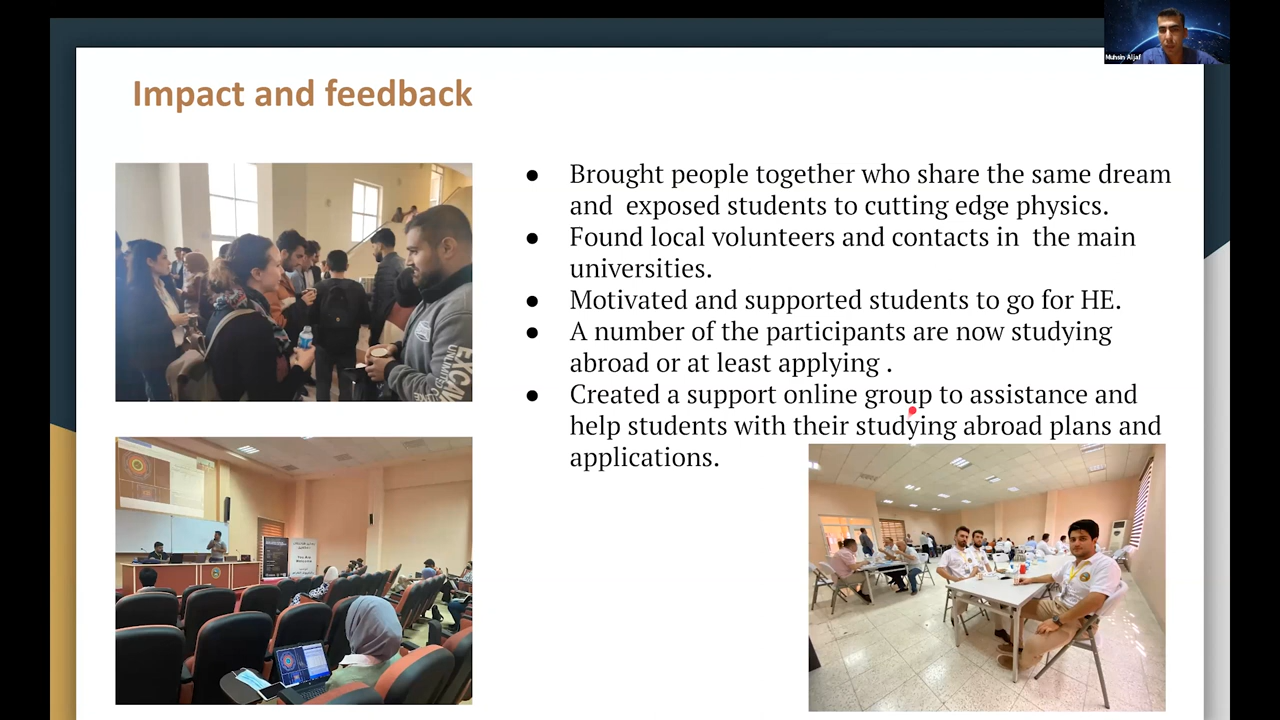 Muhsin Aljaf
Impact and feedback
● Brought people together who share the same dream
and exposed students to cutting edge physics.
● Found local volunteers and contacts in the main
universities.
● Motivated and supported students to go for HE.
● A number of the participants are now studying
abroad or at least applying .
● Created a support online group to assistance and
help students with their studying abroad plans and
applications.